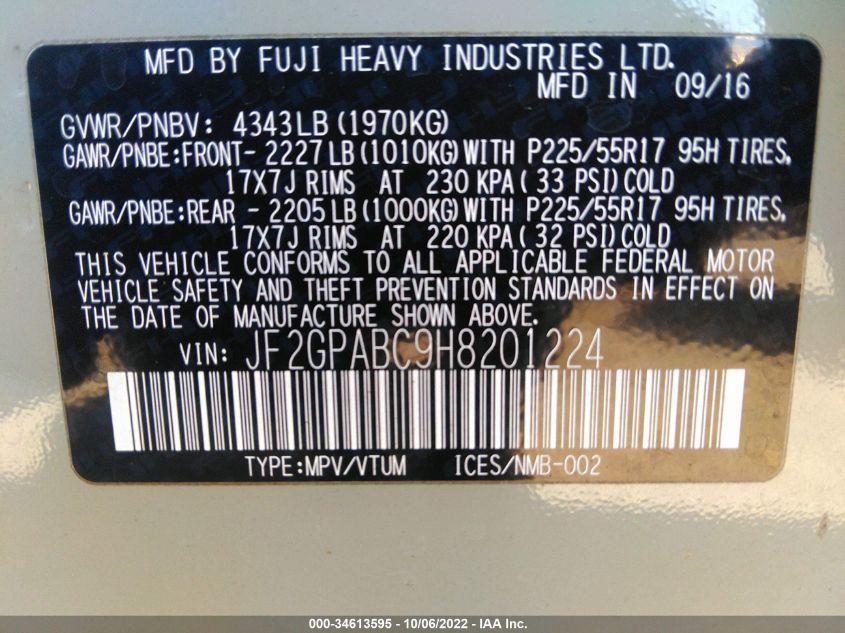 MFD BY FUJI HEAVY INDUSTRIES LTD.
MFD IN 09/16
GVWR/PNBV: 4343LB(1970KG)
GAWR/PNBE:FRONT- 2227LB(1010KG)WITH P225/55R17 95H TIRES,
17X7J RIMS AT 230 KPA( 33 PSI)COLD
GAWR/PNBE:REAR - 2205LB(1000KG)WITH P225/55R17 95H TIRES,
17X7J RIMS AT 220 KPA( 32 PSI)COLD
THIS VEHICLE CONFORMS TO ALL APPLICABLE FEDERAL MOTOR
VEHICLE SAFETY AND THEFT PREVENTION STANDARDS IN EFFECT ON
THE DATE OF MANUFACTURE SHOWN ABOVE.
VIN: JF2GPABC9H8201224
TYPE:MPV/VTUM ICES/NMB-002
000-34613595 - 10/06/2022 - IAA Inc.